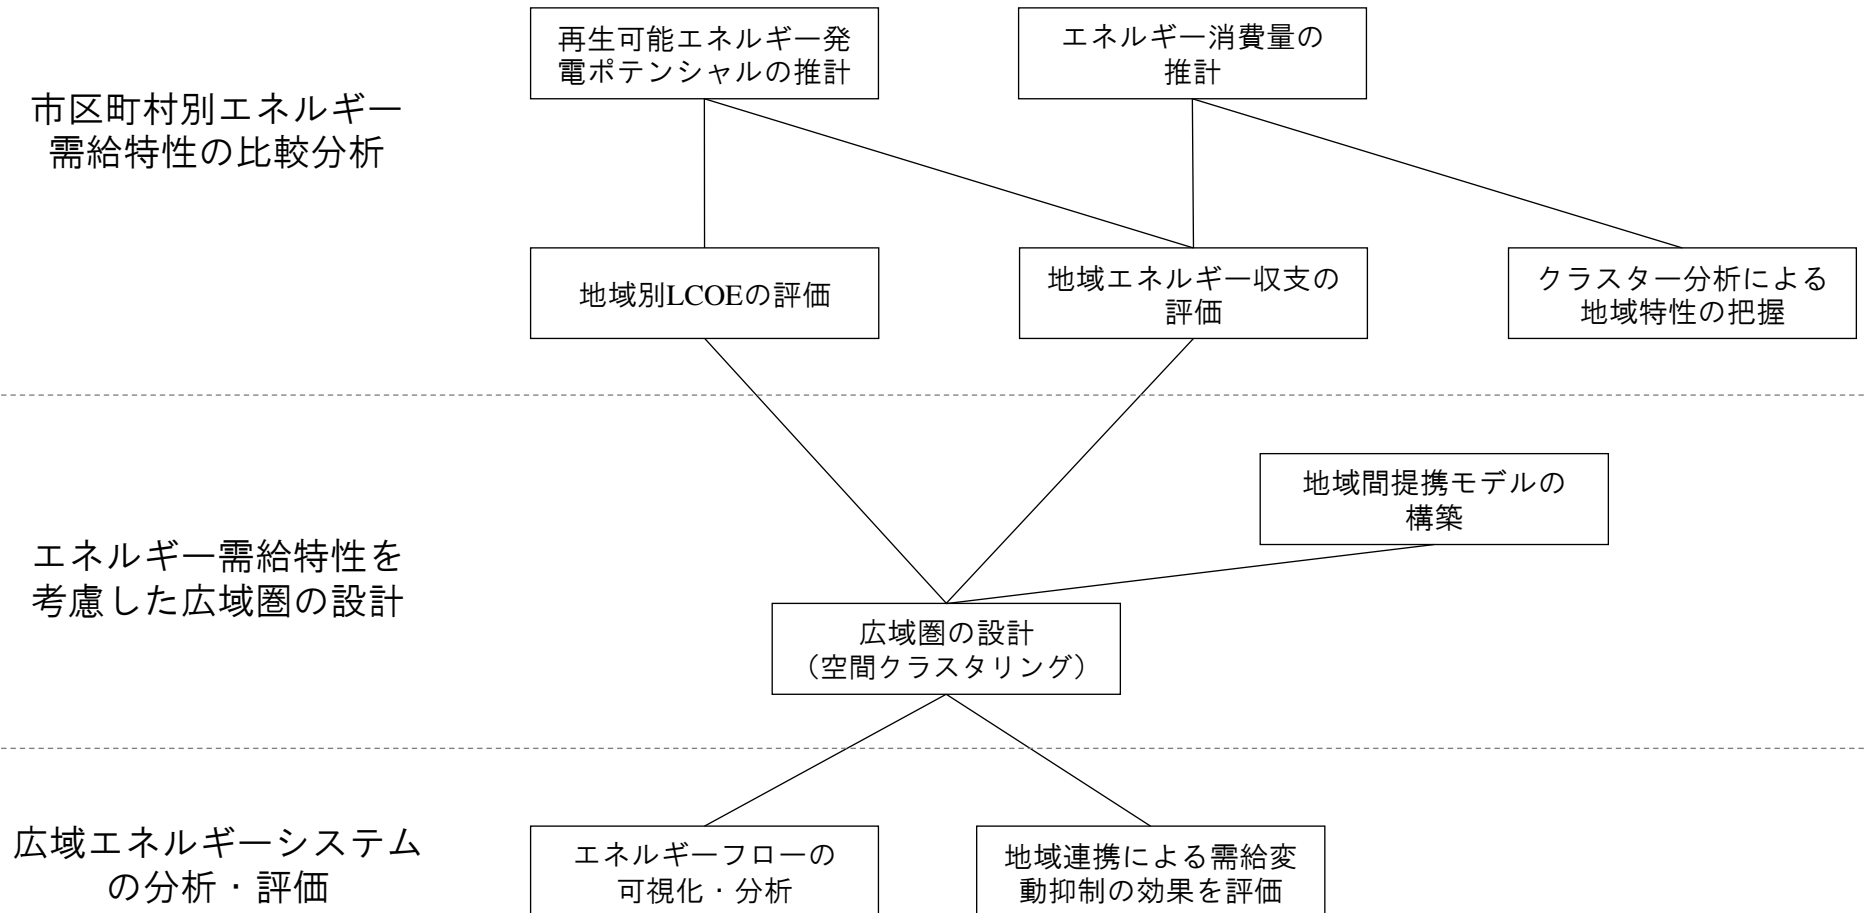 市区町村別エネルギー
需給特性の比較分析
再生可能エネルギー発
電ポテンシャルの推計
エネルギー消費量の
推計
地域別LCOEの評価
地域エネルギー収支の
評価
クラスター分析による
地域特性の把握
エネルギー需給特性を
考慮した広域圏の設計
地域間提携モデルの
構築
広域圏の設計
（空間クラスタリング）
広域エネルギーシステム
の分析・評価
エネルギーフローの
可視化・分析
地域連携による需給変
動抑制の効果を評価